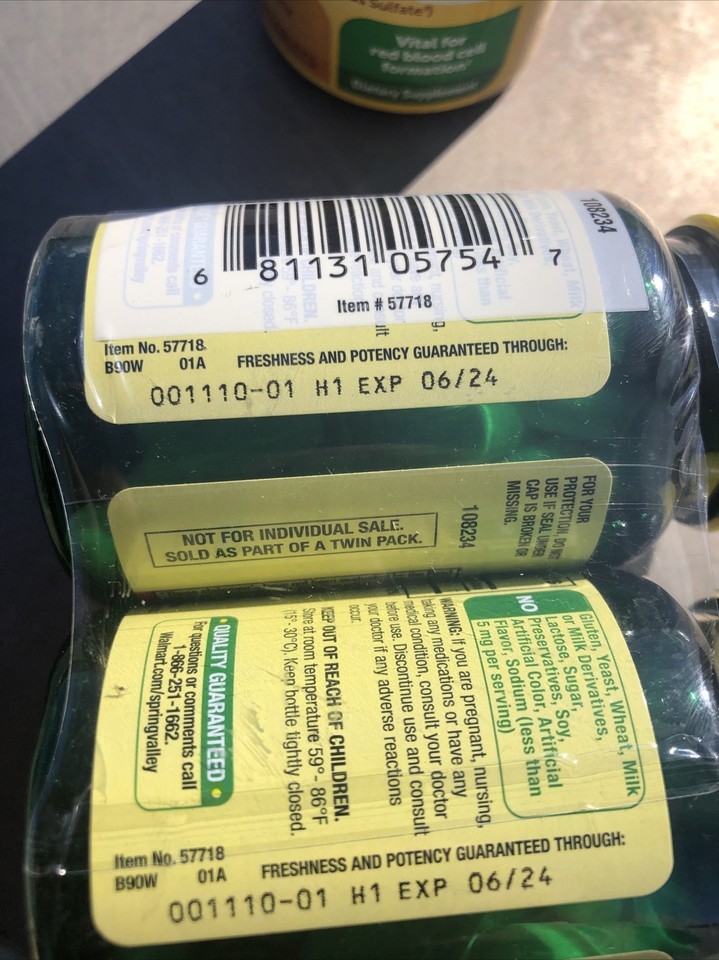 Sulfate*)
Vital for
red blood cell
formation*
Dietary Supplement
108234
6 81131 05754 7
Item # 57718
Item No. 57718
B90W 01A
FRESHNESS AND POTENCY GUARANTEED THROUGH:
001110-01 H1 EXP 06/24
FOR YOUR
PROTECTION, DO NOT
USE IF SEAL UNDER
CAP IS BROKEN OR
MISSING.
108234
NOT FOR INDIVIDUAL SALE.
SOLD AS PART OF A TWIN PACK.
NO
Gluten, Yeast, Wheat, Milk
or Milk Derivatives,
Lactose, Sugar,
Preservatives, Soy,
Artificial Color, Artificial
Flavor, Sodium (less than
5 mg per serving)
WARNING: If you are pregnant, nursing,
taking any medications or have any
medical condition, consult your doctor
before use. Discontinue use and consult
your doctor if any adverse reactions
occur.
KEEP OUT OF REACH OF CHILDREN.
Store at room temperature 59°- 86°F
(15°- 30°C). Keep bottle tightly closed.
• QUALITY GUARANTEED •
For questions or comments call
1-866-251-1662.
Walmart.com/springvalley
Item No. 57718
B90W 01A
FRESHNESS AND POTENCY GUARANTEED THROUGH:
001110-01 H1 EXP 06/24